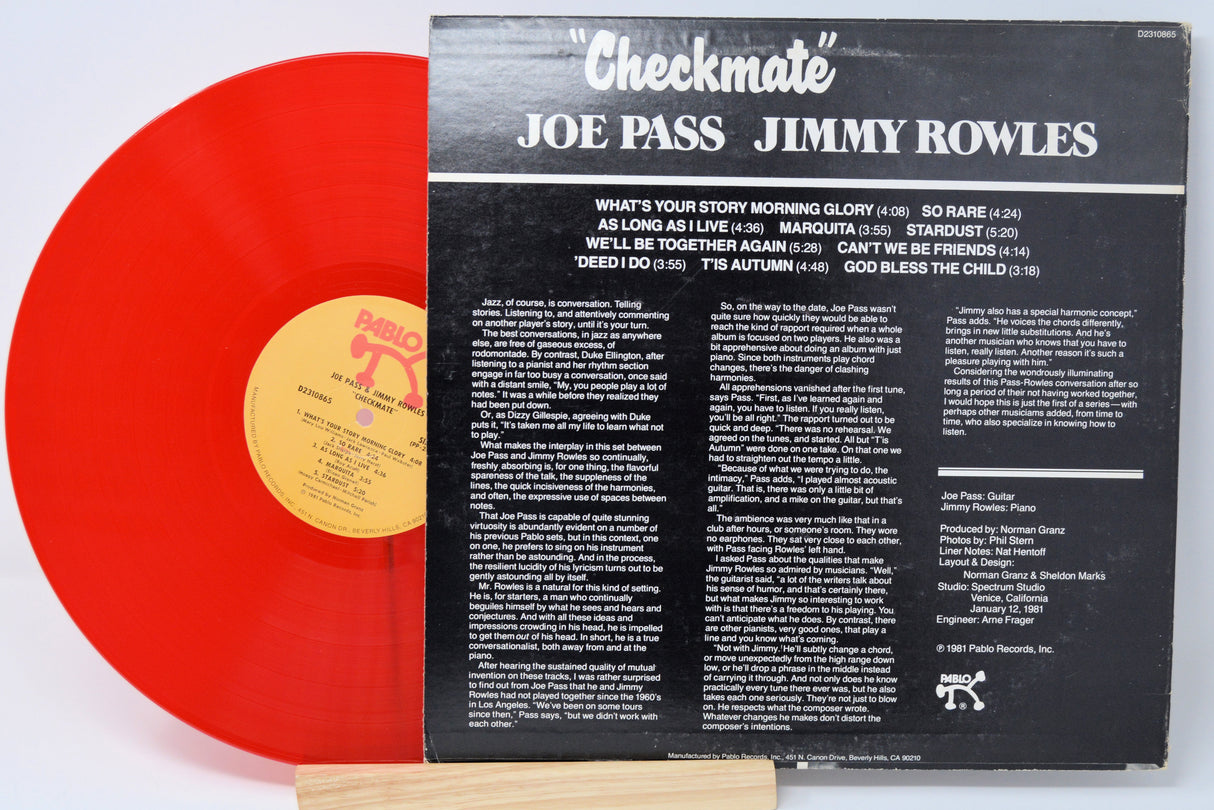 D2310865
"Checkmate"
JOE PASS JIMMY ROWLES
WHAT'S YOUR STORY MORNING GLORY (4:08) SO RARE (4:24)
AS LONG AS I LIVE (4:36) MARQUITA (3:55) STARDUST (5:20)
WE'LL BE TOGETHER AGAIN (5:28) CAN'T WE BE FRIENDS (4:14)
'DEED I DO (3:55) T'IS AUTUMN (4:48) GOD BLESS THE CHILD (3:18)
Jazz, of course, is conversation. Telling
stories. Listening to, and attentively commenting
on another player's story, until it's your turn.
The best conversations, in jazz as anywhere
else, are free of gaseous excess, of
rodomontade. By contrast, Duke Ellington, after
listening to a pianist and her rhythm section
engage in far too busy a conversation, once said
with a distant smile, "My, you people play a lot of
notes." It was a while before they realized they
had been put down.
Or, as Dizzy Gillespie, agreeing with Duke
puts it, "It's taken me all my life to learn what not
to play."
What makes the interplay in this set between
Joe Pass and Jimmy Rowles so continually,
freshly absorbing is, for one thing, the flavorful
spareness of the talk, the suppleness of the
lines, the quick incisiveness of the harmonies,
and often, the expressive use of spaces between
notes.
That Joe Pass is capable of quite stunning
virtuosity is abundantly evident on a number of
his previous Pablo sets, but in this context, one
on one, he prefers to sing on his instrument
rather than be astounding. And in the process,
the resilient lucidity of his lyricism turns out to be
gently astounding all by itself.
Mr. Rowles is a natural for this kind of setting.
He is, for starters, a man who continually
beguiles himself by what he sees and hears and
conjectures. And with all these ideas and
impressions crowding in his head, he is impelled
to get them out of his head. In short, he is a true
conversationalist, both away from and at the
piano.
After hearing the sustained quality of mutual
invention on these tracks, I was rather surprised
to find out from Joe Pass that he and Jimmy
Rowles had not played together since the 1960's
in Los Angeles. "We've been on some tours
since then," Pass says, "but we didn't work with
each other."
So, on the way to the date, Joe Pass wasn't
quite sure how quickly they would be able to
reach the kind of rapport required when a whole
album is focused on two players. He also was a
bit apprehensive about doing an album with just
piano. Since both instruments play chord
changes, there's the danger of clashing
harmonies.
All apprehensions vanished after the first tune,
says Pass. "First, as I've learned again and
again, you have to listen. If you really listen,
you'll be all right." The rapport turned out to be
quick and deep. "There was no rehearsal. We
agreed on the tunes, and started. All but "T'is
Autumn" were done on one take. On that one we
had to straighten out the tempo a little.
"Because of what we were trying to do, the
intimacy," Pass adds, "I played almost acoustic
guitar. That is, there was only a little bit of
amplification, and a mike on the guitar, but that's
all."
The ambience was very much like that in a
club after hours, or someone's room. They wore
no earphones. They sat very close to each other,
with Pass facing Rowles' left hand.
I asked Pass about the qualities that make
Jimmy Rowles so admired by musicians. "Well,"
the guitarist said, "a lot of the writers talk about
his sense of humor, and that's certainly there,
but what makes Jimmy so interesting to work
with is that there's a freedom to his playing. You
can't anticipate what he does. By contrast, there
are other pianists, very good ones, that play a
line and you know what's coming.
"Not with Jimmy. He'll subtly change a chord,
or move unexpectedly from the high range down
low, or he'll drop a phrase in the middle instead
of carrying it through. And not only does he know
practically every tune there ever was, but he also
takes each one seriously. They're not just to blow
on. He respects what the composer wrote.
Whatever changes he makes don't distort the
composer's intentions.
"Jimmy also has a special harmonic concept,"
Pass adds. "He voices the chords differently,
brings in new little substitutions. And he's
another musician who knows that you have to
listen, really listen. Another reason it's such a
pleasure playing with him."
Considering the wondrously illuminating
results of this Pass-Rowles conversation after so
long a period of their not having worked together,
I would hope this is just the first of a series—with
perhaps other musicians added, from time to
time, who also specialize in knowing how to
listen.
Joe Pass: Guitar
Jimmy Rowles: Piano
Produced by: Norman Granz
Photos by: Phil Stern
Liner Notes: Nat Hentoff
Layout & Design:
Norman Granz & Sheldon Marks
Studio: Spectrum Studio
Venice, California
January 12, 1981
Engineer: Arne Frager
℗ 1981 Pablo Records, Inc.
PABLO
®
Manufactured by Pablo Records, Inc., 451 N. Canon Drive, Beverly Hills, CA 90210
PABLO
JOE PASS & JIMMY ROWLES
"CHECKMATE"
D2310865
1. WHAT'S YOUR STORY MORNING GLORY 4:08
2. SO RARE 4:24
3. AS LONG AS I LIVE 4:36
4. MARQUITA 3:55
5. STARDUST 5:20
Produced by Norman Granz
℗ 1981 Pablo Records, Inc.
MANUFACTURED BY PABLO RECORDS, INC., 451 N. CANON DR., BEVERLY HILLS, CA 90210